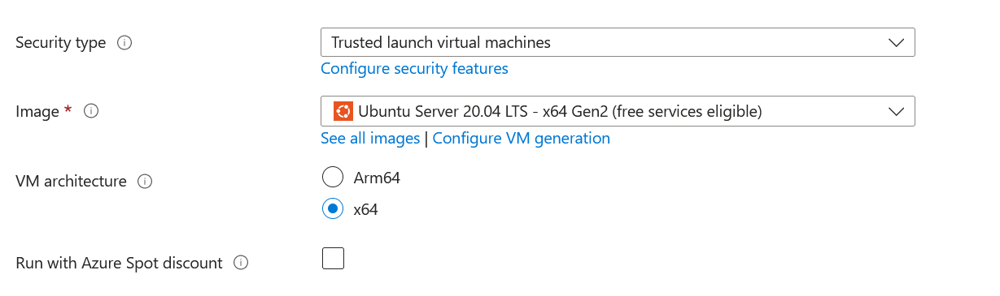 Security type
Trusted launch virtual machines
Configure security features
Image *
Ubuntu Server 20.04 LTS - x64 Gen2 (free services eligible)
See all images | Configure VM generation
VM architecture
Arm64
x64
Run with Azure Spot discount